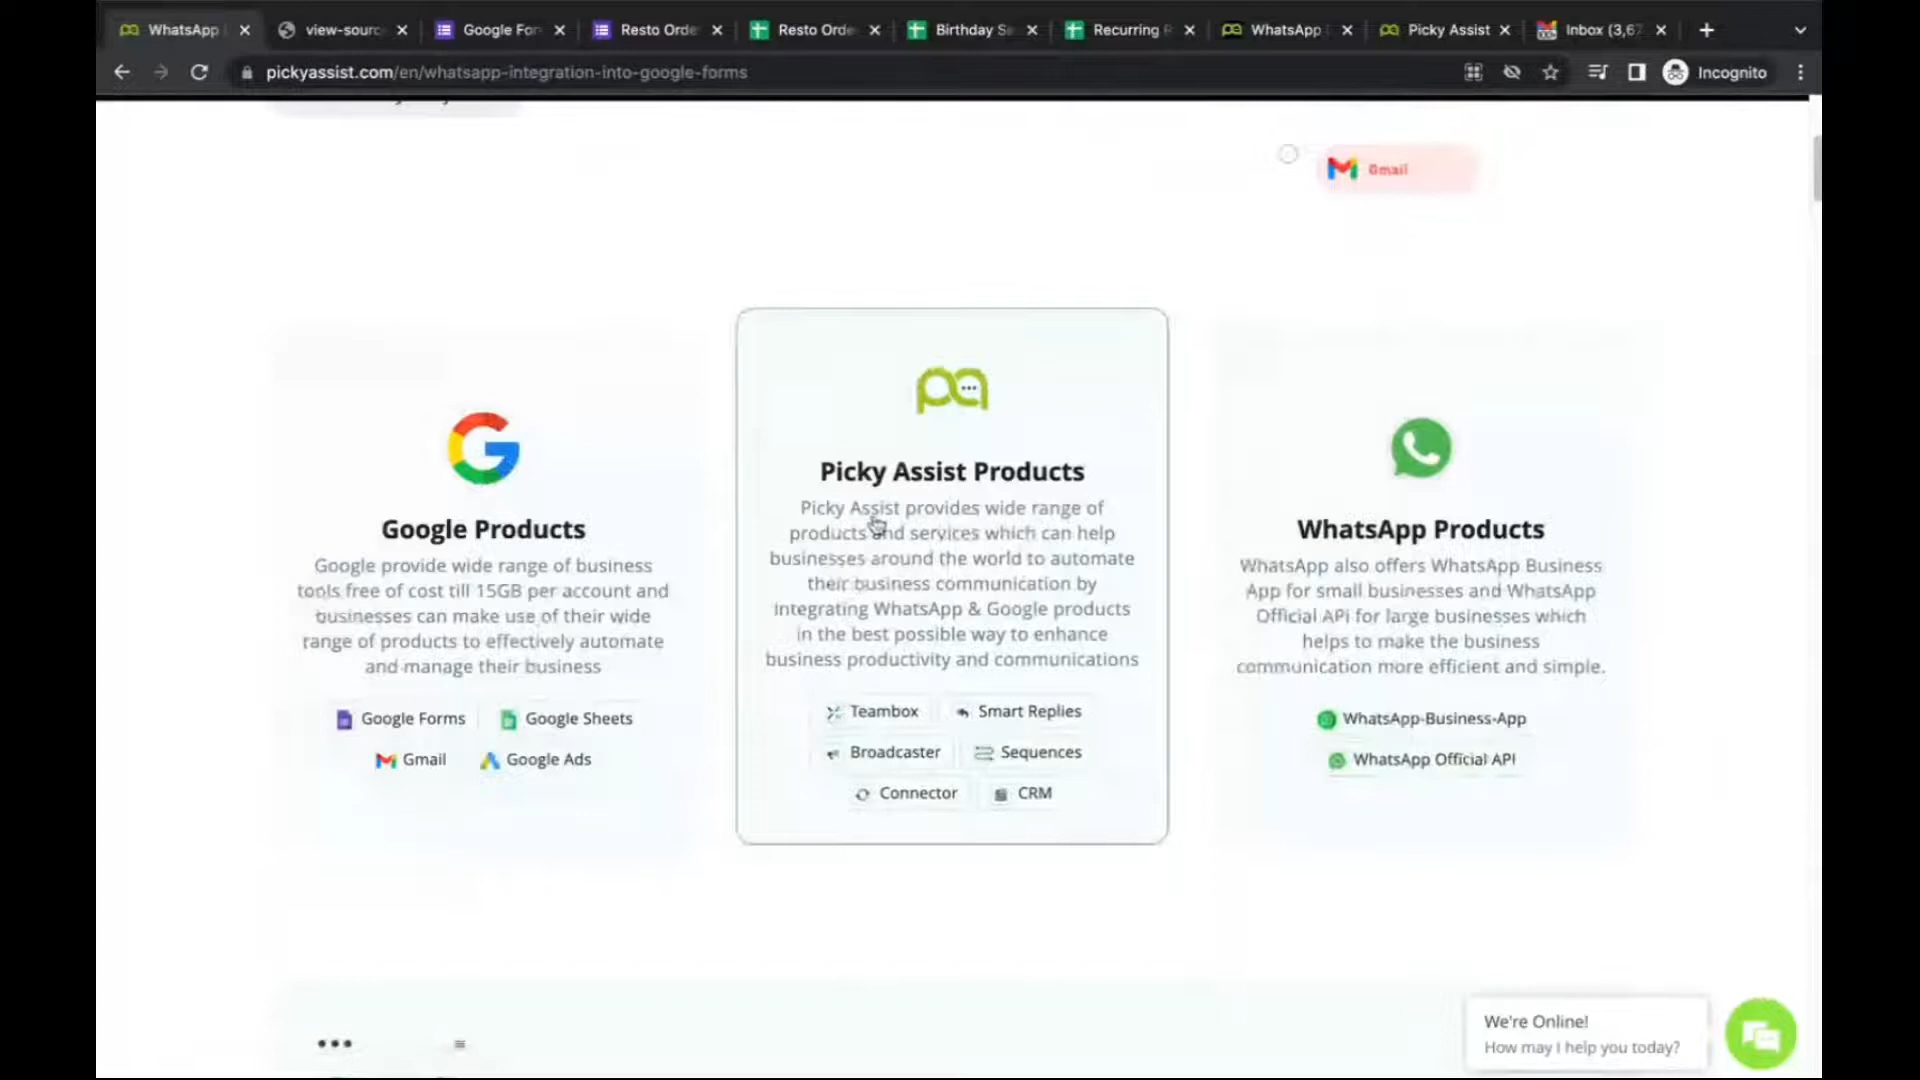 WhatsApp
view-sourc
Google For
Resto Orde
Resto Orde
Birthday S
Recurring
WhatsApp
Picky Assist
Inbox (3,67
pickyassist.com/en/whatsapp-integration-into-google-forms
Incognito
Gmail
Google Products
Google provide wide range of business
tools free of cost till 15GB per account and
businesses can make use of their wide
range of products to effectively automate
and manage their business
Google Forms
Google Sheets
Gmail
Google Ads
Picky Assist Products
Picky Assist provides wide range of
products and services which can help
businesses around the world to automate
their business communication by
integrating WhatsApp & Google products
in the best possible way to enhance
business productivity and communications
Teambox
Smart Replies
Broadcaster
Sequences
Connector
CRM
WhatsApp Products
WhatsApp also offers WhatsApp Business
App for small businesses and WhatsApp
Official APi for large businesses which
helps to make the business
communication more efficient and simple.
WhatsApp-Business-App
WhatsApp Official API
We're Online!
How may I help you today?